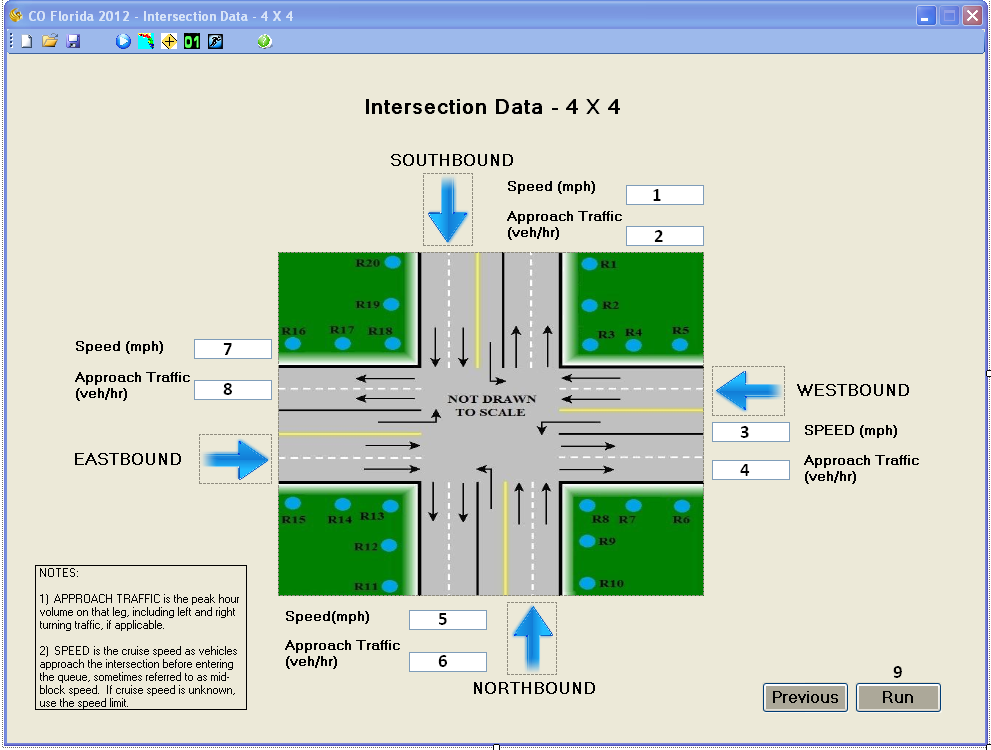 CO Florida 2012 - Intersection Data - 4 X 4
01
Intersection Data - 4 X 4
SOUTHBOUND
Speed (mph)
1
Approach Traffic
(veh/hr)
2
R20
R1
R19
R2
R16 R17 R18
R3 R4 R5
Speed (mph)
7
Approach Traffic
(veh/hr)
8
NOT DRAWN
TO SCALE
WESTBOUND
3
SPEED (mph)
EASTBOUND
4
Approach Traffic
(veh/hr)
R15 R14 R13
R8 R7 R6
R12
R9
R11
R10
NOTES:
1) APPROACH TRAFFIC is the peak hour
volume on that leg, including left and right
turning traffic, if applicable.
2) SPEED is the cruise speed as vehicles
approach the intersection before entering
the queue, sometimes referred to as mid-
block speed. If cruise speed is unknown,
use the speed limit.
Speed(mph)
5
Approach Traffic
(veh/hr)
6
NORTHBOUND
9
Previous
Run